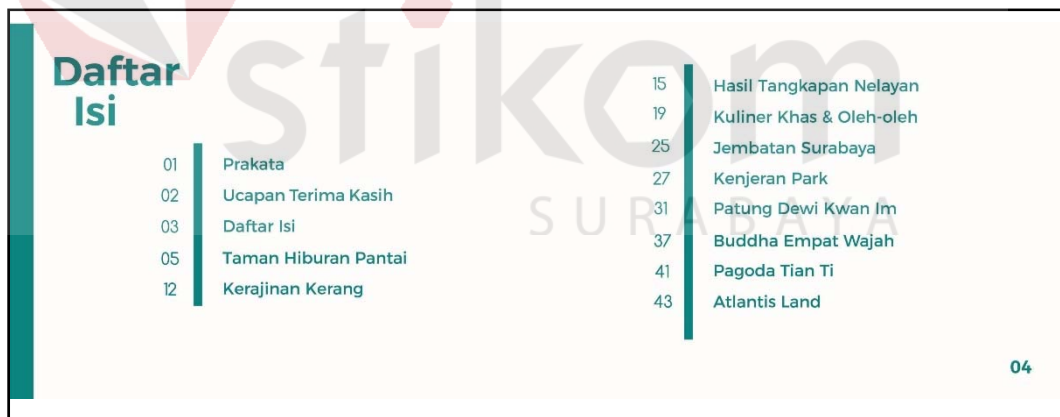 stikom
SURABAYA
Daftar
Isi
01 Prakata
02 Ucapan Terima Kasih
03 Daftar Isi
05 Taman Hiburan Pantai
12 Kerajinan Kerang
15 Hasil Tangkapan Nelayan
19 Kuliner Khas & Oleh-oleh
25 Jembatan Surabaya
27 Kenjeran Park
31 Patung Dewi Kwan Im
37 Buddha Empat Wajah
41 Pagoda Tian Ti
43 Atlantis Land
04